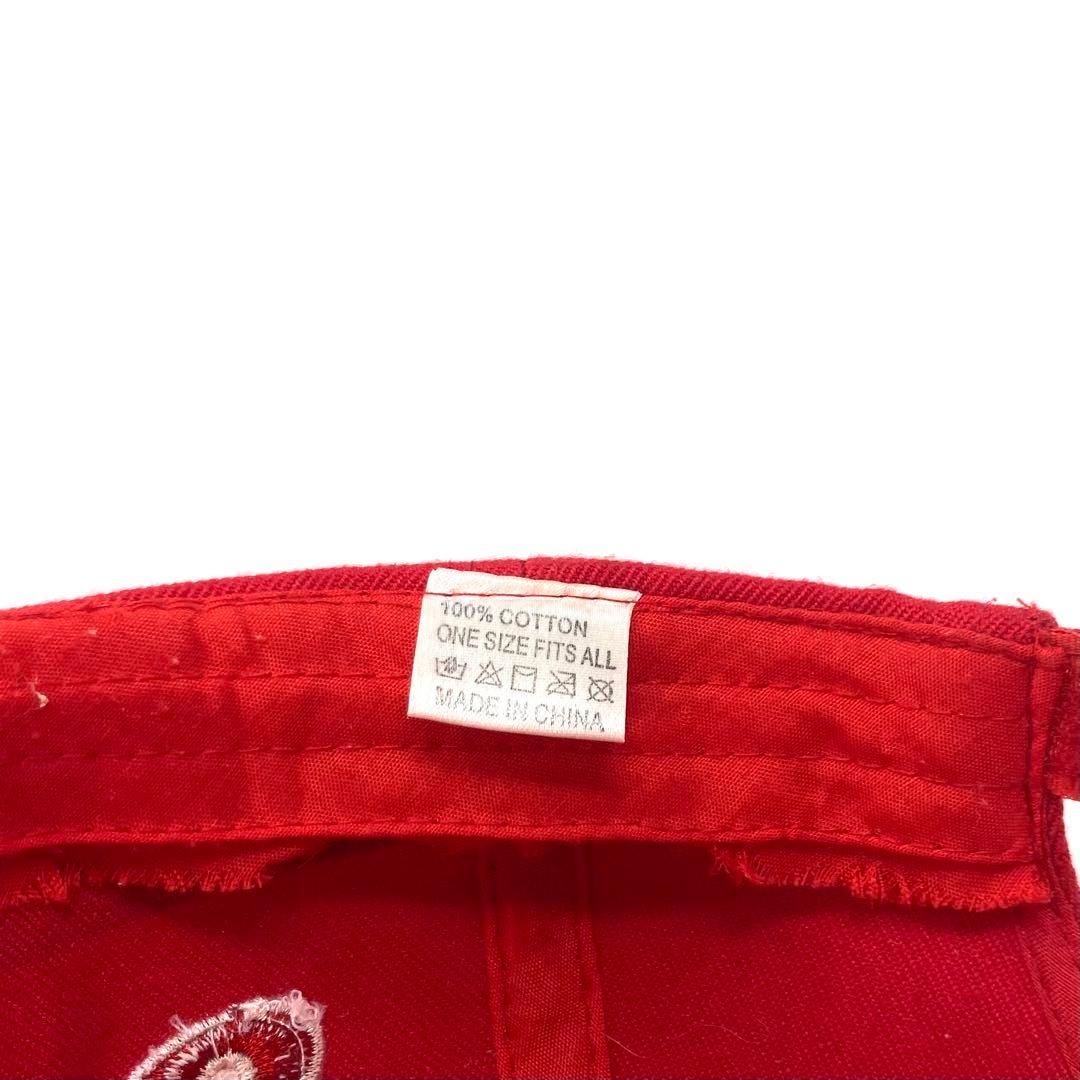 100% COTTON
ONE SIZE FITS ALL
MADE IN CHINA